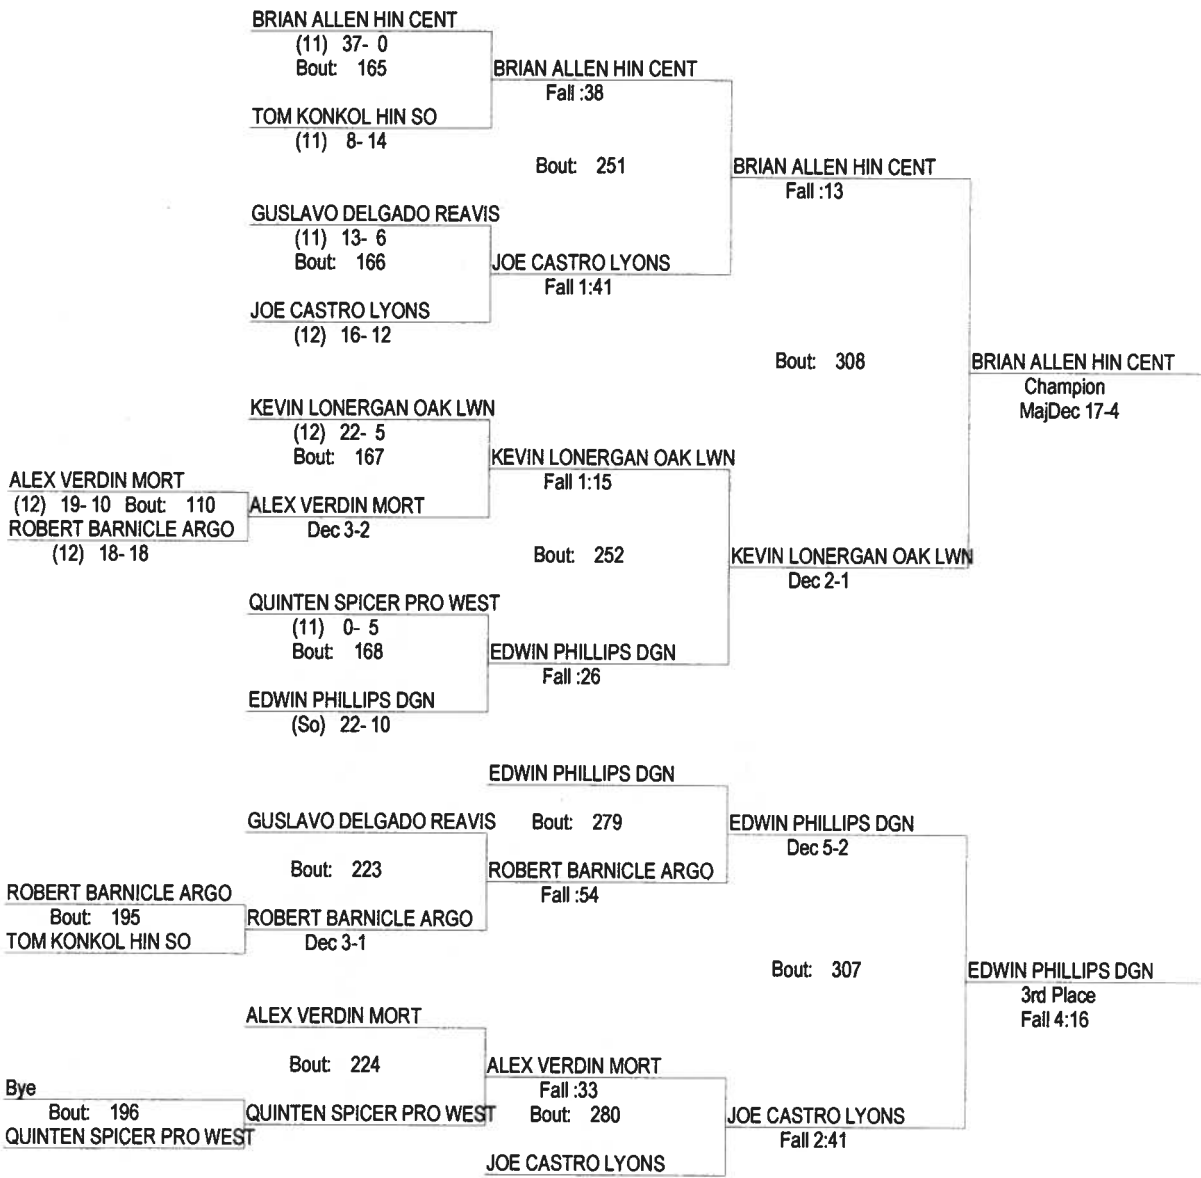 BRIAN ALLEN HIN CENT
(11) 37- 0
Bout: 165
BRIAN ALLEN HIN CENT
Fall :38
TOM KONKOL HIN SO
(11) 8- 14
Bout: 251
BRIAN ALLEN HIN CENT
Fall :13
GUSLAVO DELGADO REAVIS
(11) 13- 6
Bout: 166
JOE CASTRO LYONS
Fall 1:41
JOE CASTRO LYONS
(12) 16- 12
Bout: 308
BRIAN ALLEN HIN CENT
Champion
MajDec 17-4
KEVIN LONERGAN OAK LWN
(12) 22- 5
Bout: 167
KEVIN LONERGAN OAK LWN
Fall 1:15
ALEX VERDIN MORT
(12) 19- 10 Bout: 110
ROBERT BARNICLE ARGO
(12) 18- 18
ALEX VERDIN MORT
Dec 3-2
Bout: 252
KEVIN LONERGAN OAK LWN
Dec 2-1
QUINTEN SPICER PRO WEST
(11) 0- 5
Bout: 168
EDWIN PHILLIPS DGN
Fall :26
EDWIN PHILLIPS DGN
(So) 22- 10
EDWIN PHILLIPS DGN
GUSLAVO DELGADO REAVIS
Bout: 279
EDWIN PHILLIPS DGN
Dec 5-2
Bout: 223
ROBERT BARNICLE ARGO
Fall :54
ROBERT BARNICLE ARGO
Bout: 195
TOM KONKOL HIN SO
ROBERT BARNICLE ARGO
Dec 3-1
Bout: 307
EDWIN PHILLIPS DGN
3rd Place
Fall 4:16
ALEX VERDIN MORT
Bout: 224
ALEX VERDIN MORT
Fall :33
Bye
Bout: 196
QUINTEN SPICER PRO WEST
QUINTEN SPICER PRO WEST
Bout: 280
JOE CASTRO LYONS
Fall 2:41
JOE CASTRO LYONS